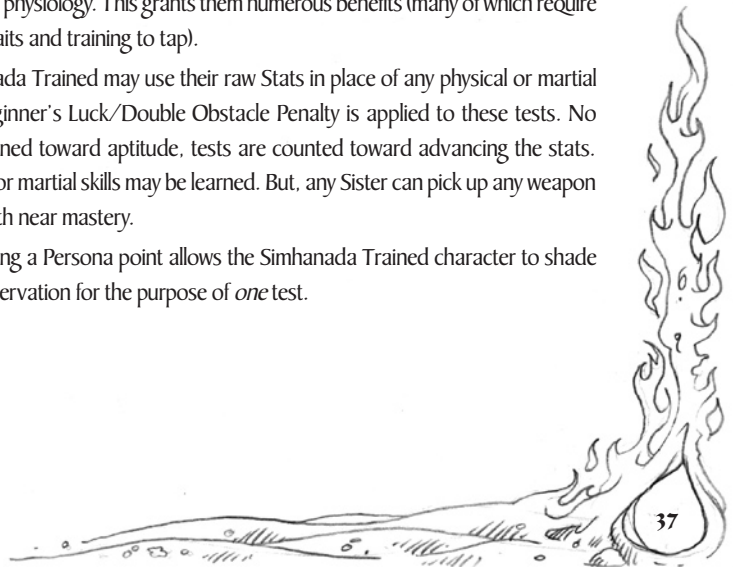 physiology. This grants them numerous benefits (many of which require
aits and training to tap).
ada Trained may use their raw Stats in place of any physical or martial
ginner's Luck/Double Obstacle Penalty is applied to these tests. No
ned toward aptitude, tests are counted toward advancing the stats.
or martial skills may be learned. But, any Sister can pick up any weapon
th near mastery.
ng a Persona point allows the Simhanada Trained character to shade
ervation for the purpose of one test.
37